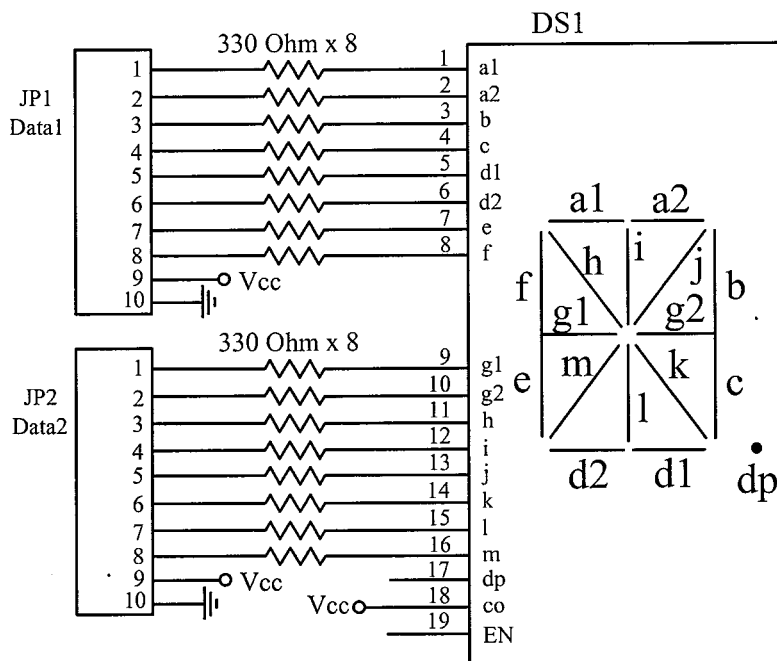 DS1
330 Ohm x 8
JP1
Data1
1 1 a1
2 2 a2
3 3 b
4 4 c
5 5 d1
6 6 d2
7 7 e
8 8 f
9 Vcc
10
330 Ohm x 8
JP2
Data2
1 9 g1
2 10 g2
3 11 h
4 12 i
5 13 j
6 14 k
7 15 l
8 16 m
9 Vcc 17 dp
10 Vcc 18 co
19 EN
a1 a2
f h i j b
g1 g2
e m l k c
d2 d1 dp